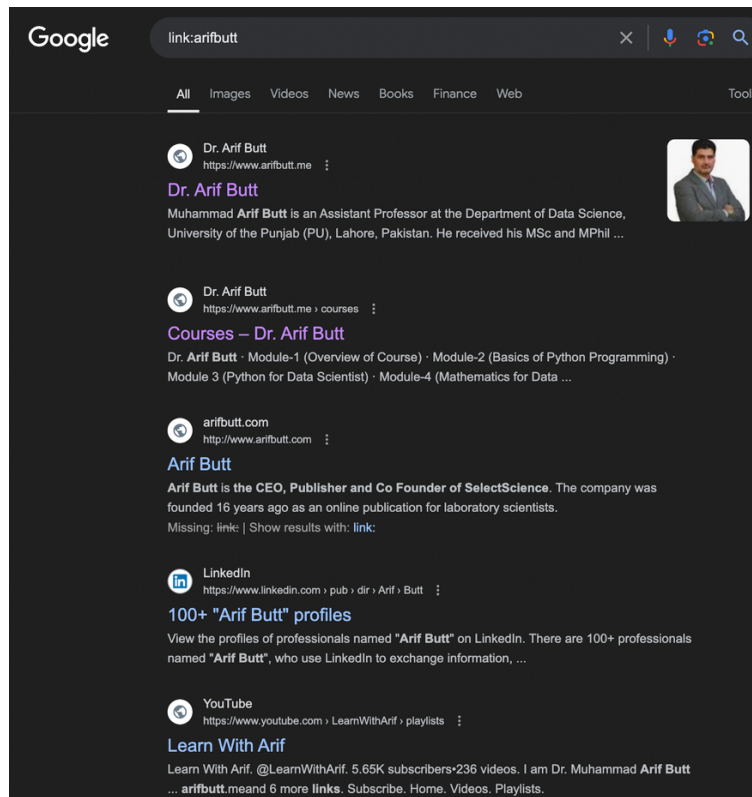 Google
link:arifbutt
All Images Videos News Books Finance Web Tool
Dr. Arif Butt
https://www.arifbutt.me
Dr. Arif Butt
Muhammad Arif Butt is an Assistant Professor at the Department of Data Science,
University of the Punjab (PU), Lahore, Pakistan. He received his MSc and MPhil ...
Dr. Arif Butt
https://www.arifbutt.me › courses
Courses – Dr. Arif Butt
Dr. Arif Butt · Module-1 (Overview of Course) · Module-2 (Basics of Python Programming) ·
Module 3 (Python for Data Scientist) · Module-4 (Mathematics for Data ...
arifbutt.com
http://www.arifbutt.com
Arif Butt
Arif Butt is the CEO, Publisher and Co Founder of SelectScience. The company was
founded 16 years ago as an online publication for laboratory scientists.
Missing: link: | Show results with: link:
LinkedIn
https://www.linkedin.com › pub › dir › Arif › Butt
100+ "Arif Butt" profiles
View the profiles of professionals named "Arif Butt" on LinkedIn. There are 100+ professionals
named "Arif Butt", who use LinkedIn to exchange information, ...
YouTube
https://www.youtube.com › LearnWithArif › playlists
Learn With Arif
Learn With Arif. @LearnWithArif. 5.65K subscribers•236 videos. I am Dr. Muhammad Arif Butt
... arifbutt.meand 6 more links. Subscribe. Home. Videos. Playlists.